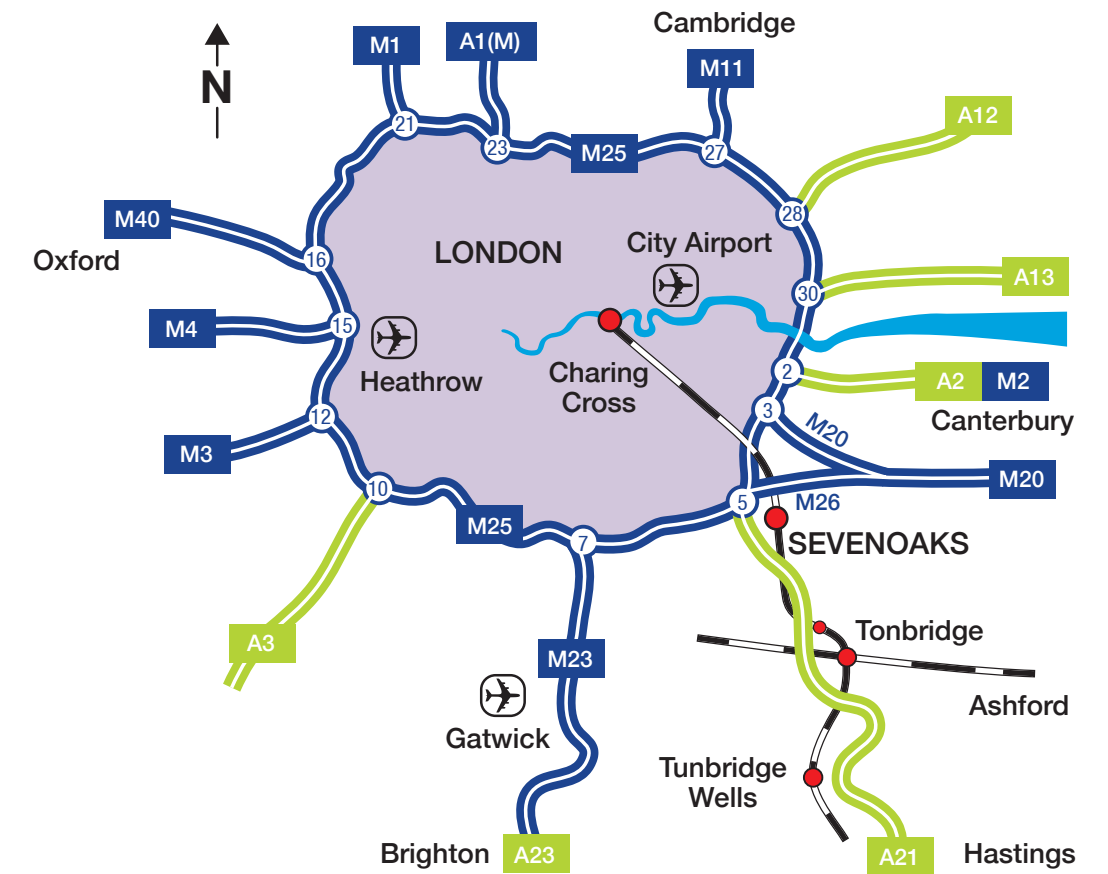 Cambridge
M1
A1(M)
N
M11
A12
21
23
M25
27
M40
28
Oxford
16
LONDON
City Airport
A13
30
M4
15
Heathrow
Charing
Cross
2
A2
M2
Canterbury
12
3
M20
M3
M20
10
5
M26
M25
7
SEVENOAKS
A3
Tonbridge
M23
Ashford
Gatwick
Tunbridge
Wells
Brighton
A23
A21
Hastings